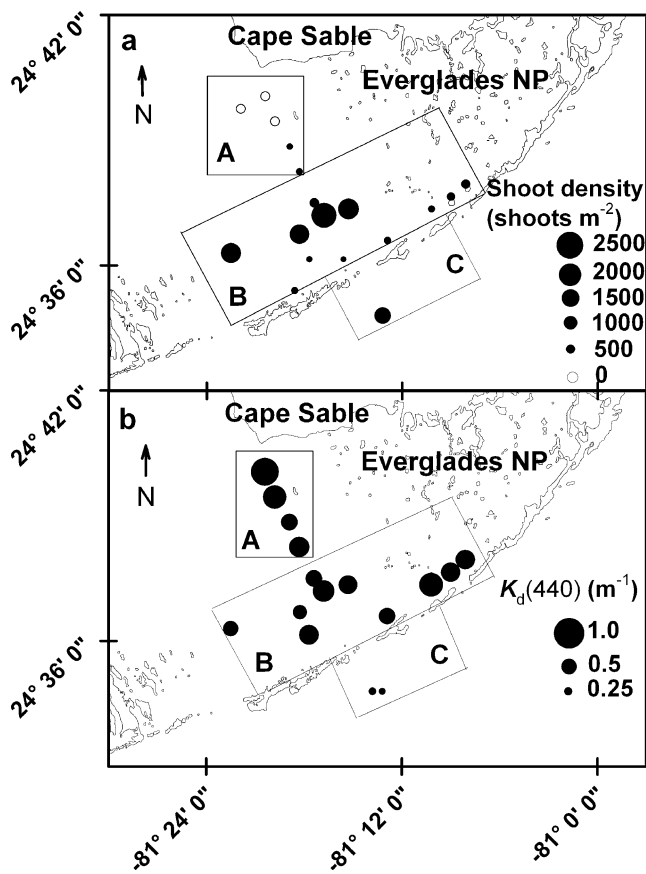 a
Cape Sable
24° 42' 0"
Everglades NP
N
A
Shoot density
(shoots m⁻²)
2500
2000
1500
1000
500
0
C
B
24° 36' 0"
24° 42' 0"
b
Cape Sable
Everglades NP
N
A
Kd(440) (m⁻¹)
1.0
0.5
0.25
B
C
24° 36' 0"
-81° 24' 0"
-81° 12' 0"
-81° 0' 0"